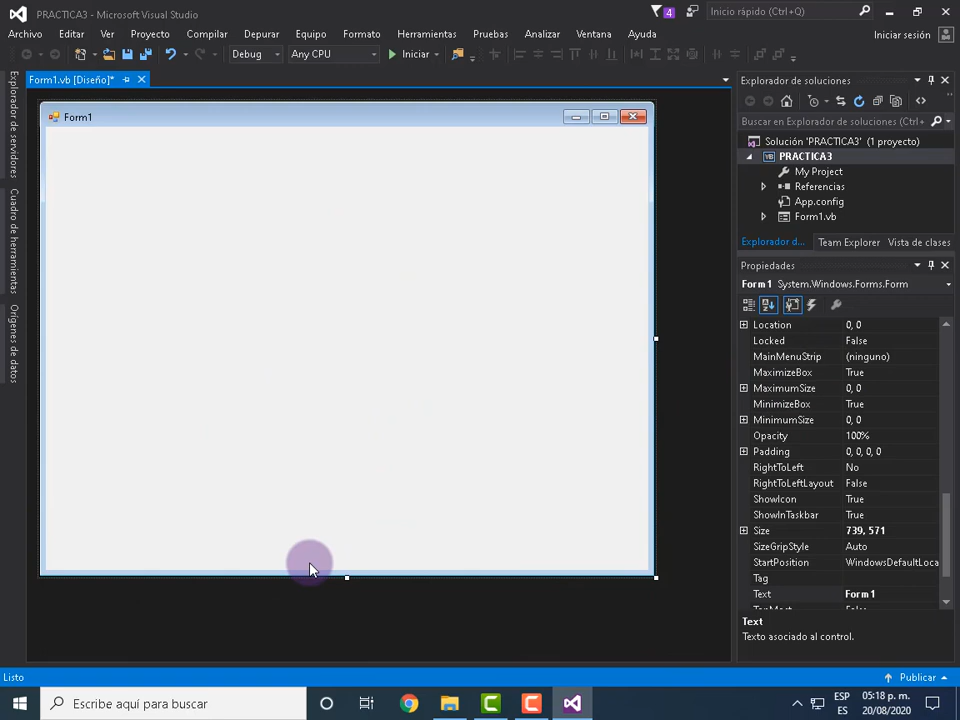 PRACTICA3 - Microsoft Visual Studio
4
Inicio rápido (Ctrl+Q)
Archivo Editar Ver Proyecto Compilar Depurar Equipo Formato Herramientas Pruebas Analizar Ventana Ayuda
Iniciar sesión
Debug Any CPU Iniciar
Form1.vb [Diseño]*
Explorador de servidores
Cuadro de herramientas
Orígenes de datos
Form1
Explorador de soluciones
Buscar en Explorador de soluciones (Ctrl+
Solución 'PRACTICA3' (1 proyecto)
VB PRACTICA3
My Project
Referencias
App.config
Form1.vb
Explorador d... Team Explorer Vista de clases
Propiedades
Form1 System.Windows.Forms.Form
Location 0, 0
Locked False
MainMenuStrip (ninguno)
MaximizeBox True
MaximumSize 0, 0
MinimizeBox True
MinimumSize 0, 0
Opacity 100%
Padding 0, 0, 0, 0
RightToLeft No
RightToLeftLayout False
ShowIcon True
ShowInTaskbar True
Size 739, 571
SizeGripStyle Auto
StartPosition WindowsDefaultLoca
Tag
Text Form1
TopMost False
Text
Texto asociado al control.
Listo
Publicar
Escribe aquí para buscar
ESP
ES
05:18 p. m.
20/08/2020